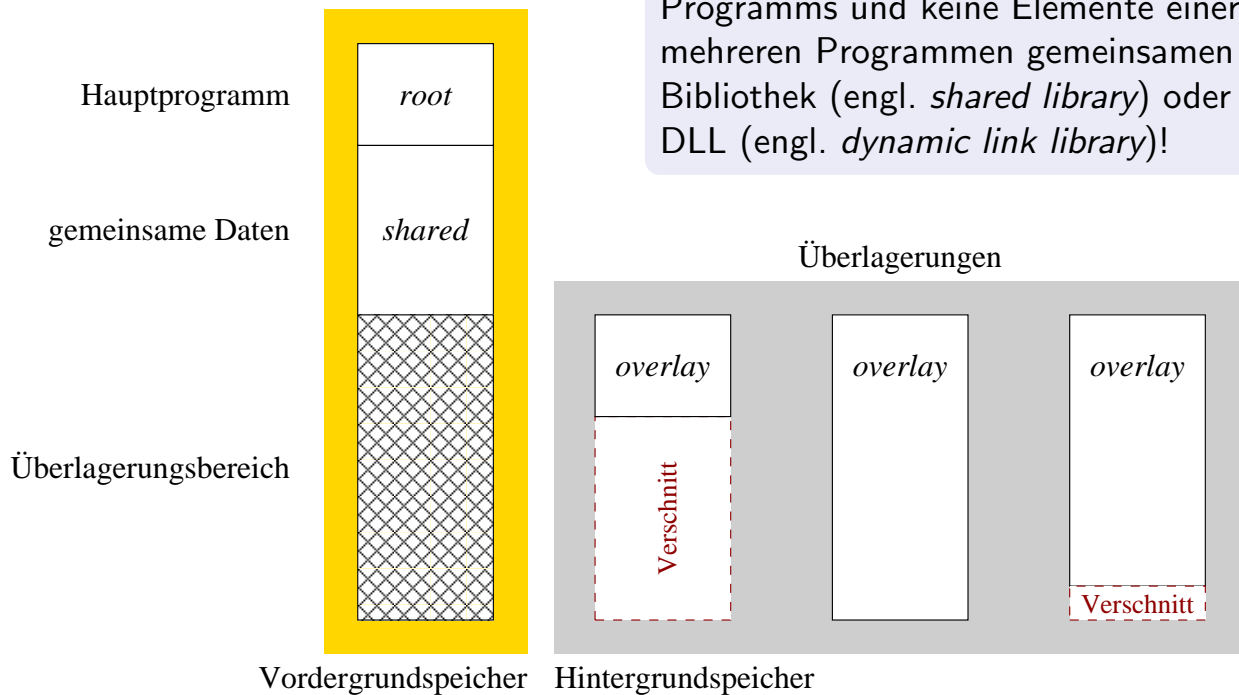 Programms und keine Elemente einer
mehreren Programmen gemeinsamen
Bibliothek (engl. shared library) oder
DLL (engl. dynamic link library)!
Hauptprogramm
root
gemeinsame Daten
shared
Überlagerungen
overlay
overlay
overlay
Überlagerungsbereich
Verschnitt
Verschnitt
Vordergrundspeicher
Hintergrundspeicher